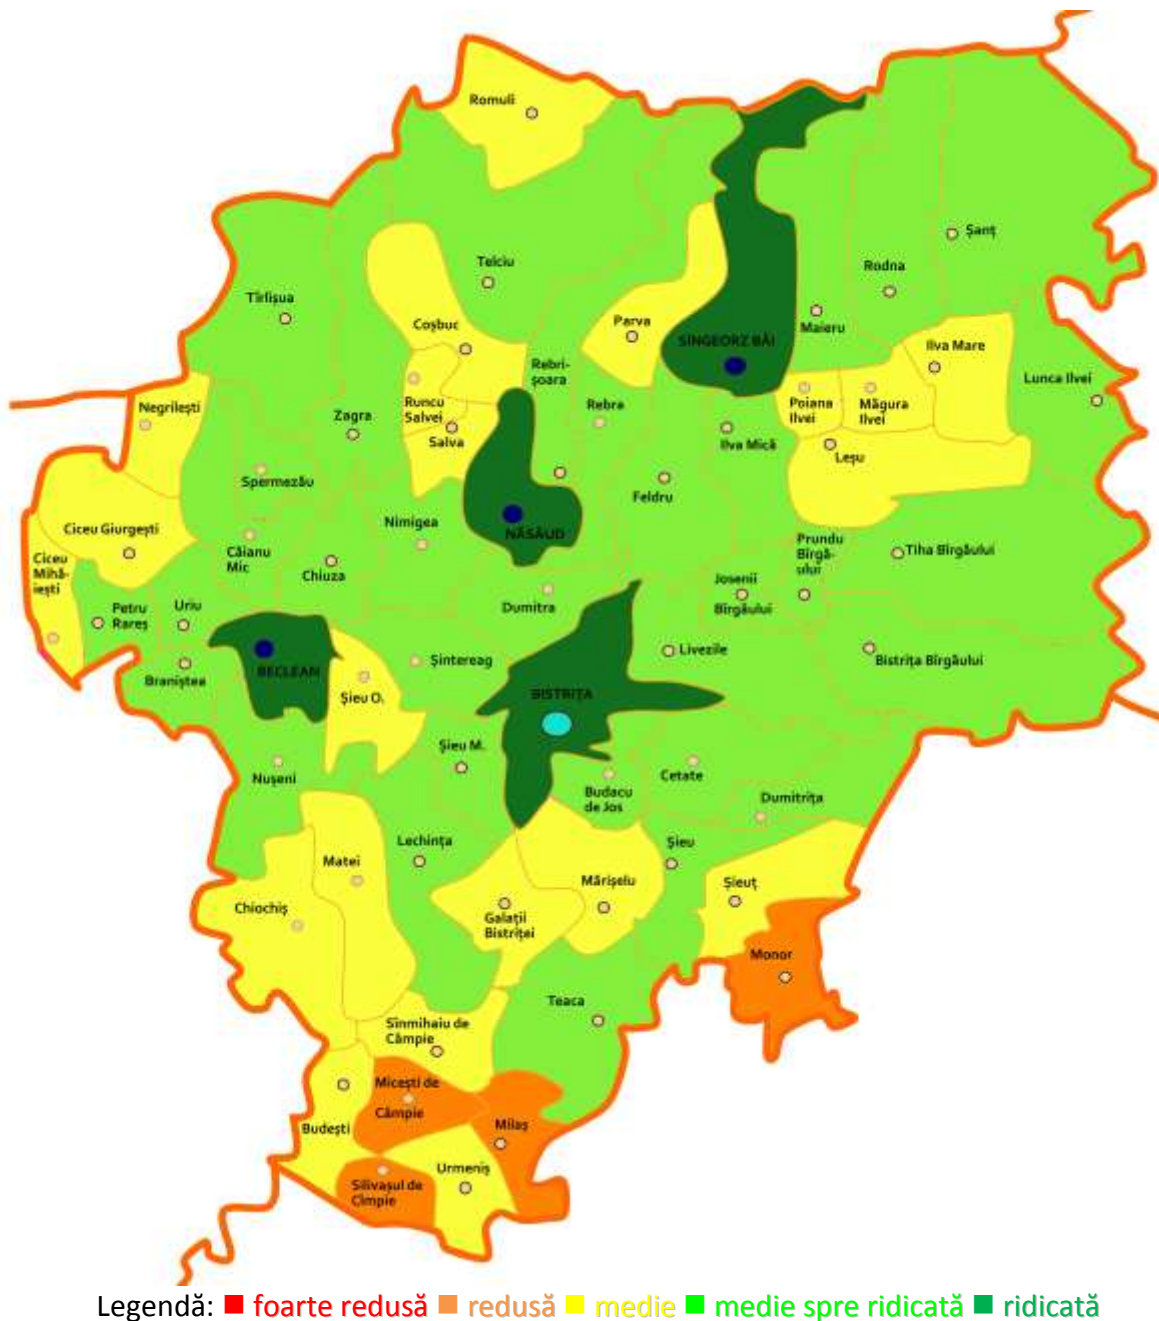 Romuli
Șanț
Telciu
Rodna
Tîrlișua
Coșbuc
Parva
Maieru
SÎNGEORZ BĂI
Ilva Mare
Rebri-
șoara
Lunca Ilvei
Negrilești
Runcu
Salvei
Rebra
Poiana
Ilvei
Măgura
Ilvei
Zagra
Salva
Ilva Mică
Leșu
Spermezău
Feldru
Ciceu Giurgești
Nimigea
NĂSĂUD
Prundu
Bîrgă-
ului
Tiha Bîrgăului
Ciceu
Mihă-
iești
Căianu
Mic
Chiuza
Josenii
Bîrgăului
Petru
Rareș
Uriu
Dumitra
Livezile
Bistrița Bîrgăului
Braniștea
BECLEAN
Șintereag
Șieu O.
BISTRIȚA
Șieu M.
Nușeni
Cetate
Budacu
de Jos
Dumitrița
Lechința
Șieu
Matei
Mărișelu
Șieuț
Chiochiș
Galații
Bistriței
Monor
Teaca
Sînmihaiu de
Câmpie
Micești de
Câmpie
Budești
Milaș
Urmeniș
Silivașul de
Cîmpie
Legendă: foarte redusă redusă medie medie spre ridicată ridicată